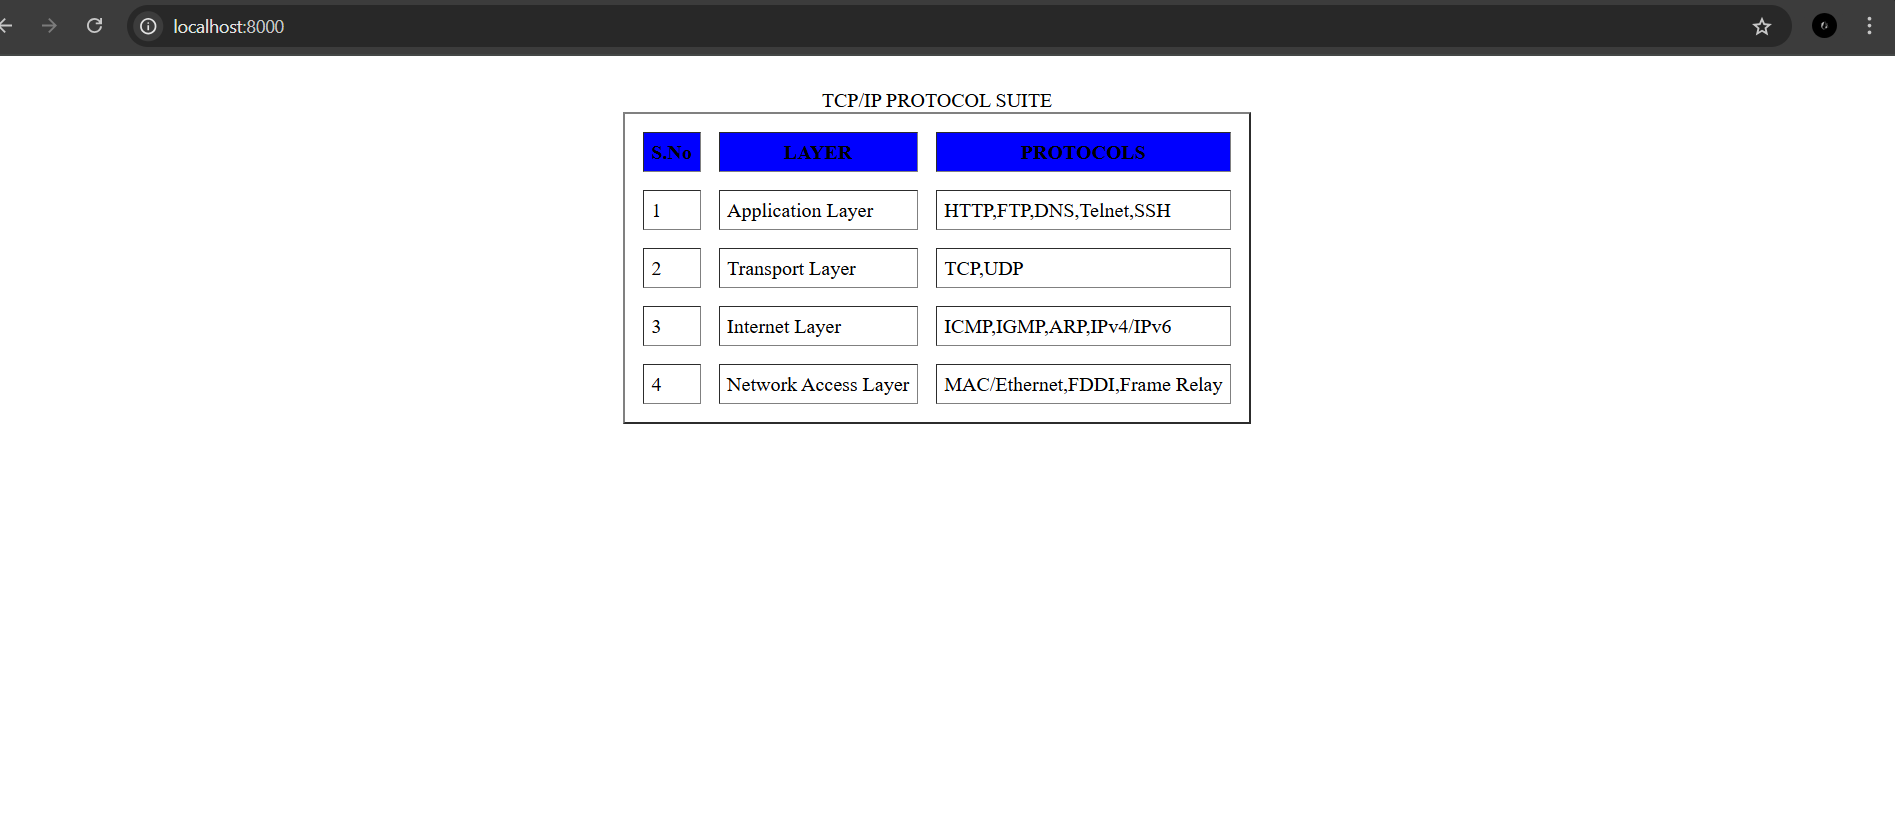 localhost:8000
TCP/IP PROTOCOL SUITE
S.No LAYER PROTOCOLS
1 Application Layer HTTP,FTP,DNS,Telnet,SSH
2 Transport Layer TCP,UDP
3 Internet Layer ICMP,IGMP,ARP,IPv4/IPv6
4 Network Access Layer MAC/Ethernet,FDDI,Frame Relay